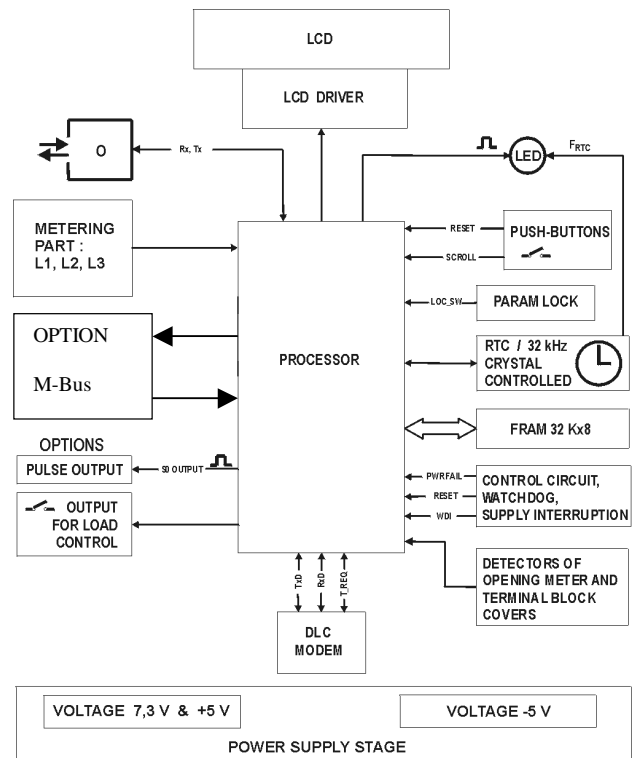 LCD
LCD DRIVER
O
Rx, Tx
LED
FRTC
METERING
PART :
L1, L2, L3
RESET
SCROLL
PUSH-BUTTONS
LOC_SW
PARAM LOCK
OPTION
M-Bus
PROCESSOR
RTC / 32 kHz
CRYSTAL
CONTROLLED
FRAM 32 Kx8
OPTIONS
PULSE OUTPUT
S0 OUTPUT
OUTPUT
FOR LOAD
CONTROL
PWRFAIL
RESET
WDI
CONTROL CIRCUIT,
WATCHDOG,
SUPPLY INTERRUPTION
DETECTORS OF
OPENING METER AND
TERMINAL BLOCK
COVERS
TxD
RxD
T_REQ
DLC
MODEM
VOLTAGE 7,3 V & +5 V
VOLTAGE -5 V
POWER SUPPLY STAGE